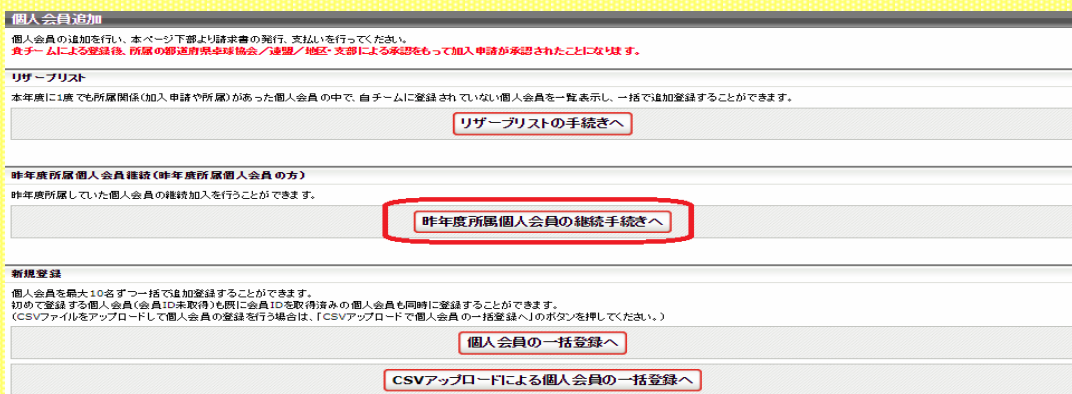 個人会員追加
個人会員の追加を行い、本ページ下部より請求書の発行、支払いを行ってください。
貴チームによる登録後、所属の都道府県卓球協会／連盟／地区・支部による承認をもって加入申請が承認されたことになります。
リザーブリスト
本年度に1度でも所属関係(加入申請や所属)があった個人会員の中で、自チームに登録されていない個人会員を一覧表示し、一括で追加登録することができます。
リザーブリストの手続きへ
昨年度所属個人会員継続(昨年度所属個人会員の方)
昨年度所属していた個人会員の継続加入を行うことができます。
昨年度所属個人会員の継続手続きへ
新規登録
個人会員を最大10名ずつ一括で追加登録することができます。
初めて登録する個人会員(会員ID未取得)も既に会員IDを取得済みの個人会員も同時に登録することができます。
(CSVファイルをアップロードして個人会員の登録を行う場合は、「CSVアップロードで個人会員の一括登録へ」のボタンを押してください。)
個人会員の一括登録へ
CSVアップロードによる個人会員の一括登録へ